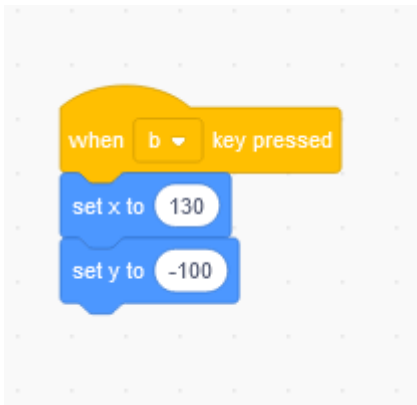 when b key pressed
set x to 130
set y to -100